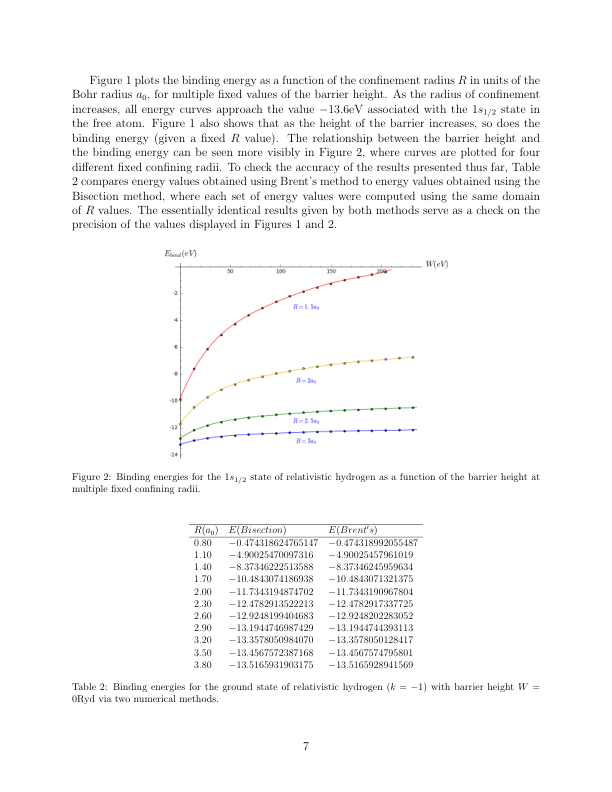 Figure 1 plots the binding energy as a function of the confinement radius R in units of the
Bohr radius a₀, for multiple fixed values of the barrier height. As the radius of confinement
increases, all energy curves approach the value −13.6eV associated with the 1s₁/₂ state in
the free atom. Figure 1 also shows that as the height of the barrier increases, so does the
binding energy (given a fixed R value). The relationship between the barrier height and
the binding energy can be seen more visibly in Figure 2, where curves are plotted for four
different fixed confining radii. To check the accuracy of the results presented thus far, Table
2 compares energy values obtained using Brent's method to energy values obtained using the
Bisection method, where each set of energy values were computed using the same domain
of R values. The essentially identical results given by both methods serve as a check on the
precision of the values displayed in Figures 1 and 2.
E_bind(eV)
W(eV)
50 100 150 200
-2
R=1.5a₀
-4
-6
-8
R=2a₀
-10
R=2.5a₀
-12
R=3a₀
-14
Figure 2: Binding energies for the 1s₁/₂ state of relativistic hydrogen as a function of the barrier height at
multiple fixed confining radii.
R(a₀) E(Bisection) E(Brent's)
0.80 −0.474318624765147 −0.474318992055487
1.10 −4.90025470097316 −4.90025457961019
1.40 −8.37346222513588 −8.37346245959634
1.70 −10.4843074186938 −10.4843071321375
2.00 −11.7343194874702 −11.7343190967804
2.30 −12.4782913522213 −12.4782917337725
2.60 −12.9248199404683 −12.9248202283052
2.90 −13.1944746987429 −13.1944744393113
3.20 −13.3578050984070 −13.3578050128417
3.50 −13.4567572387168 −13.4567574795801
3.80 −13.5165931903175 −13.5165928941569
Table 2: Binding energies for the ground state of relativistic hydrogen (k = −1) with barrier height W =
0Ryd via two numerical methods.
7